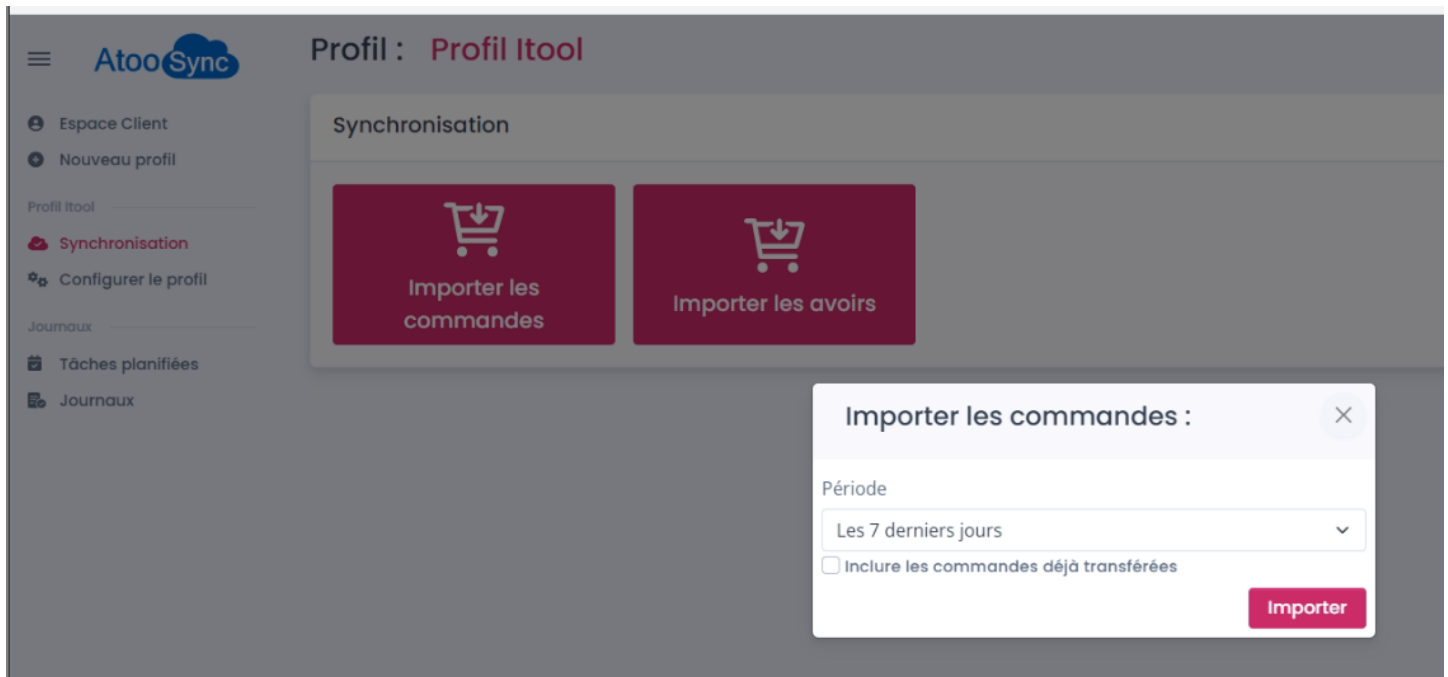 AtooSync
Profil : Profil Itool
Espace Client
Nouveau profil
Profil Itool
Synchronisation
Configurer le profil
Journaux
Tâches planifiées
Journaux
Synchronisation
Importer les
commandes
Importer les avoirs
Importer les commandes :
Période
Les 7 derniers jours
Inclure les commandes déjà transférées
Importer